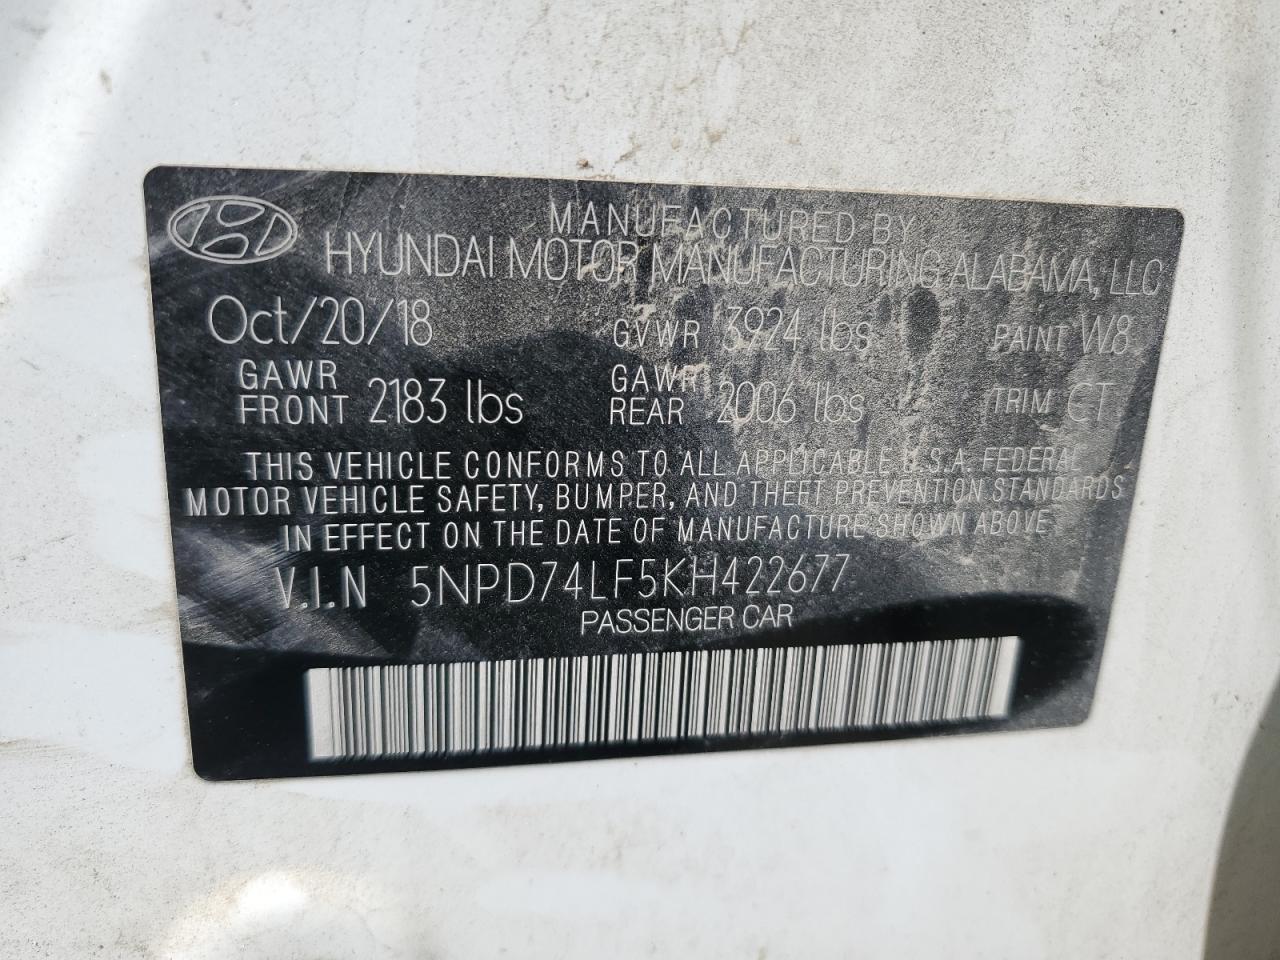 MANUFACTURED BY
HYUNDAI MOTOR MANUFACTURING ALABAMA, LLC
Oct/20/18 GVWR 3924 lbs PAINT W8
GAWR FRONT 2183 lbs GAWR REAR 2006 lbs TRIM CT
THIS VEHICLE CONFORMS TO ALL APPLICABLE U.S.A. FEDERAL
MOTOR VEHICLE SAFETY, BUMPER, AND THEFT PREVENTION STANDARDS
IN EFFECT ON THE DATE OF MANUFACTURE SHOWN ABOVE
V.I.N 5NPD74LF5KH422677
PASSENGER CAR